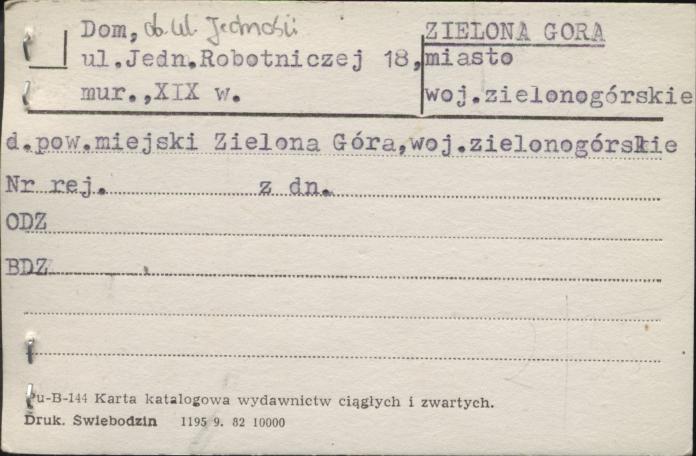 Dom, ob. ul. Jedności
ul.Jedn.Robotniczej 18,
mur.,XIX w.
ZIELONA GORA
miasto
woj.zielonogórskie
d.pow.miejski Zielona Góra,woj.zielonogórskie
Nr rej. z dn.
ODZ
BDZ
Pu-B-144 Karta katalogowa wydawnictw ciągłych i zwartych.
Druk. Świebodzin 1195 9. 82 10000